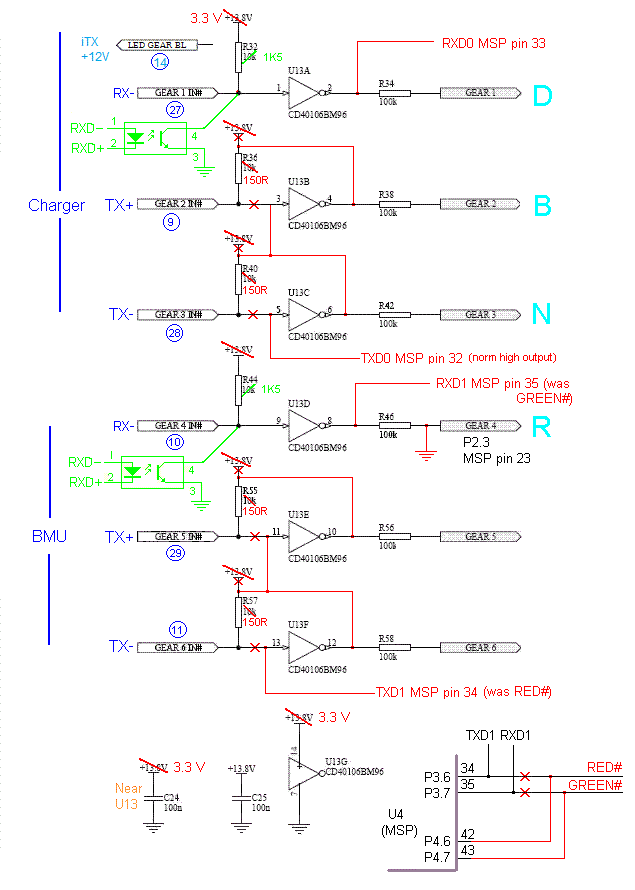 3.3 V +13.8V
iTX
+12V
LED GEAR BL
14
R32
10k
1K5
RXD0 MSP pin 33
U13A
RX-
GEAR 1 IN#
1
2
R34
100k
GEAR 1
D
27
CD40106BM96
RXD-
1
4
RXD+
2
3
+13.8V
R36
10k
150R
U13B
Charger
TX+
GEAR 2 IN#
3
4
R38
100k
GEAR 2
B
9
CD40106BM96
+13.8V
R40
10k
150R
U13C
TX-
GEAR 3 IN#
5
6
R42
100k
GEAR 3
N
28
CD40106BM96
+13.8V
TXD0 MSP pin 32 (norm high output)
R44
10k
1K5
RXD1 MSP pin 35 (was
GREEN#)
U13D
RX-
GEAR 4 IN#
9
8
R46
100k
GEAR 4
R
10
CD40106BM96
P2.3
MSP pin 23
RXD-
1
4
RXD+
2
3
+13.8V
R55
10k
150R
U13E
BMU
TX+
GEAR 5 IN#
11
10
R56
100k
GEAR 5
29
CD40106BM96
+13.8V
R57
10k
150R
U13F
11
TX-
GEAR 6 IN#
13
12
R58
100k
GEAR 6
CD40106BM96
TXD1 MSP pin 34 (was RED#)
+13.8V 3.3 V
14
U13G
CD40106BM96
7
+13.8V 3.3 V
Near
U13
C24
100n
+13.8V
C25
100n
TXD1 RXD1
P3.6
34
RED#
P3.7
35
GREEN#
U4
(MSP)
P4.6
42
P4.7
43